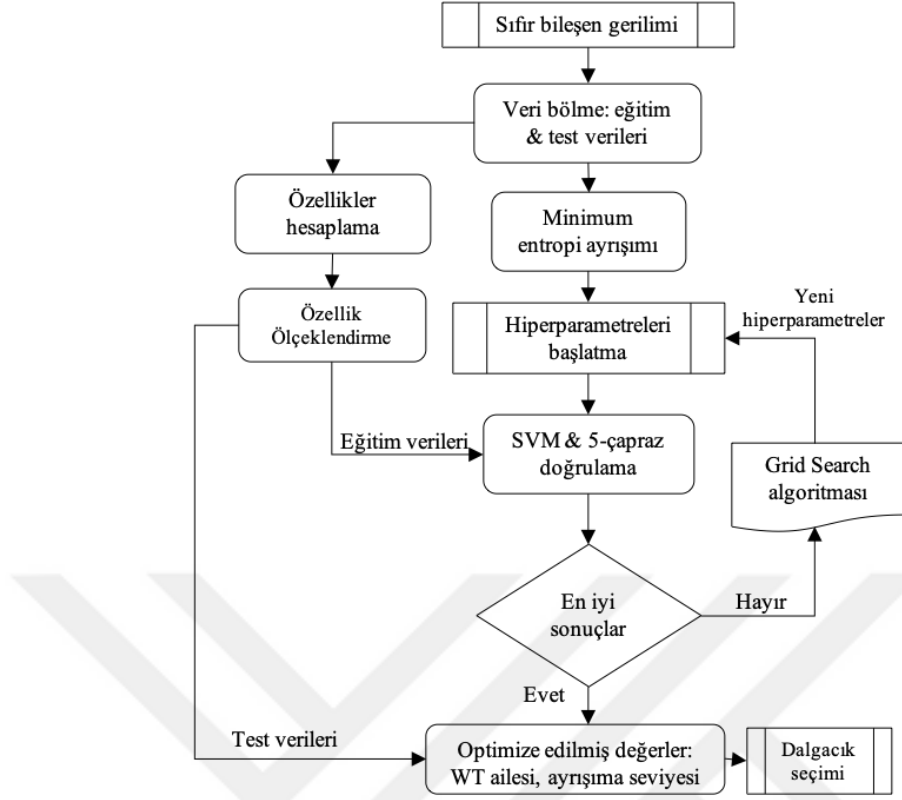 Sıfır bileşen gerilimi
Veri bölme: eğitim
& test verileri
Özellikler
hesaplama
Minimum
entropi ayrışımı
Özellik
Ölçeklendirme
Hiperparametreleri
başlatma
Yeni
hiperparametreler
Eğitim verileri
SVM & 5-çapraz
doğrulama
Grid Search
algoritması
En iyi
sonuçlar
Hayır
Evet
Test verileri
Optimize edilmiş değerler:
WT ailesi, ayrışıma seviyesi
Dalgacık
seçimi